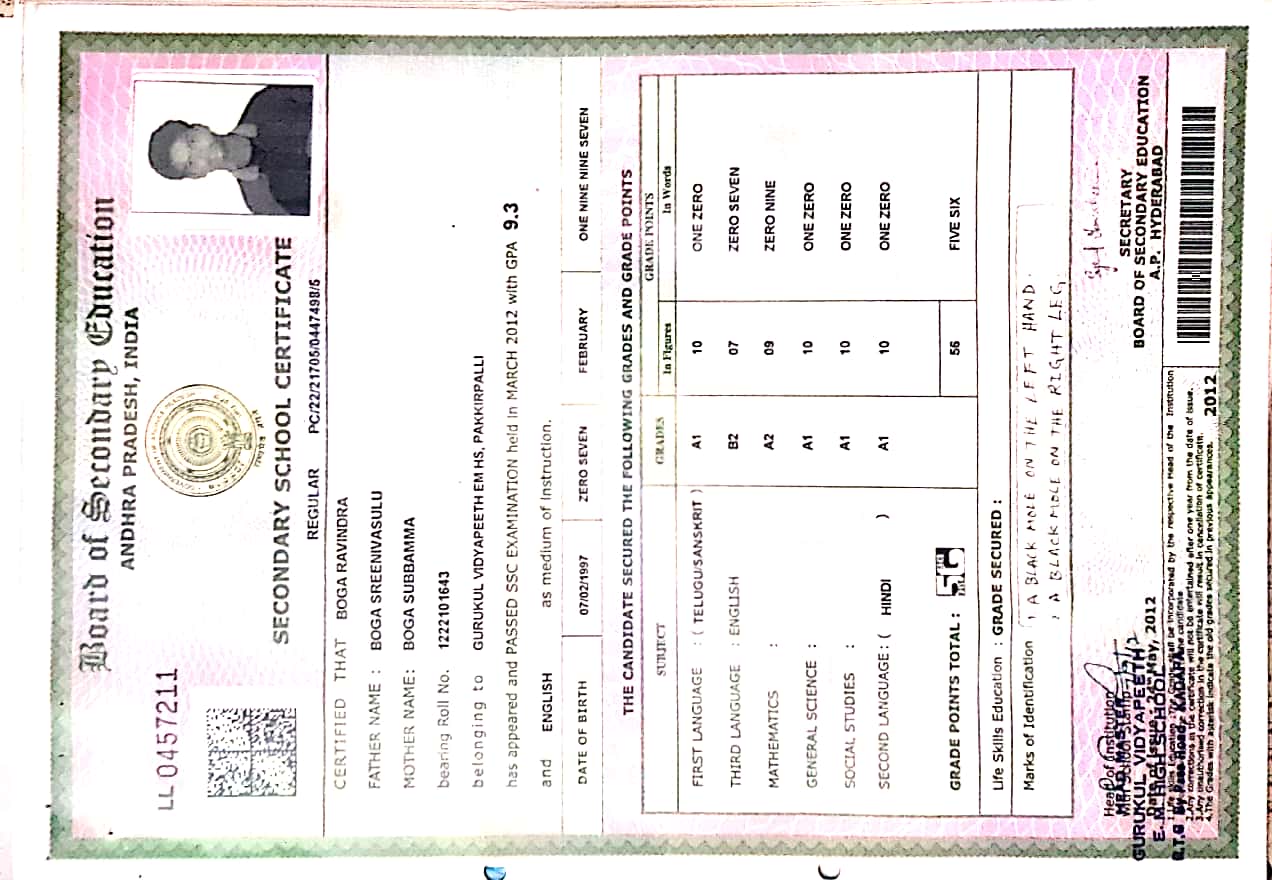 Board of Secondary Education
ANDHRA PRADESH, INDIA
LL 0457211
SECONDARY SCHOOL CERTIFICATE
REGULAR PC/22/21705/0447498/5
CERTIFIED THAT BOGA RAVINDRA
FATHER NAME : BOGA SREENIVASULU
MOTHER NAME: BOGA SUBBAMMA
bearing Roll No. 1222101643
belonging to GURUKUL VIDYAPEETH EM HS, PAKKIRPALLI
has appeared and PASSED SSC EXAMINATION held in MARCH 2012 with GPA 9.3
and ENGLISH as medium of Instruction.
DATE OF BIRTH 07/02/1997 ZERO SEVEN FEBRUARY ONE NINE NINE SEVEN
THE CANDIDATE SECURED THE FOLLOWING GRADES AND GRADE POINTS
SUBJECT GRADES GRADE POINTS
In Figures In Words
FIRST LANGUAGE : ( TELUGU/SANSKRIT ) A1 10 ONE ZERO
THIRD LANGUAGE : ENGLISH B2 07 ZERO SEVEN
MATHEMATICS : A2 09 ZERO NINE
GENERAL SCIENCE : A1 10 ONE ZERO
SOCIAL STUDIES : A1 10 ONE ZERO
SECOND LANGUAGE : ( HINDI ) A1 10 ONE ZERO
GRADE POINTS TOTAL : 56 56 FIVE SIX
Life Skills Education : GRADE SECURED :
Marks of Identification 1 A BLACK MOLE ON THE LEFT HAND.
2 A BLACK MOLE ON THE RIGHT LEG.
Head of Institution
With School Stamp
HEAD MASTER
GURUKUL VIDYAPEETH
E.M. HIGH SCHOOL
R.T.C. By Pass Road,
Date of Issue : 24 May, 2012
SECRETARY
BOARD OF SECONDARY EDUCATION
A.P. HYDERABAD
1.Life skills Education :The Grade shall be incorporated by the respective Head of the Institution
the candidate
2.Any corrections in the certificate will not be entertained after one year from the date of issue.
3.Any unauthorised correction in the certificate will result in cancellation of certificate.
4.The Grades with asterisk indicate the old grades secured in previous appearances.
2012